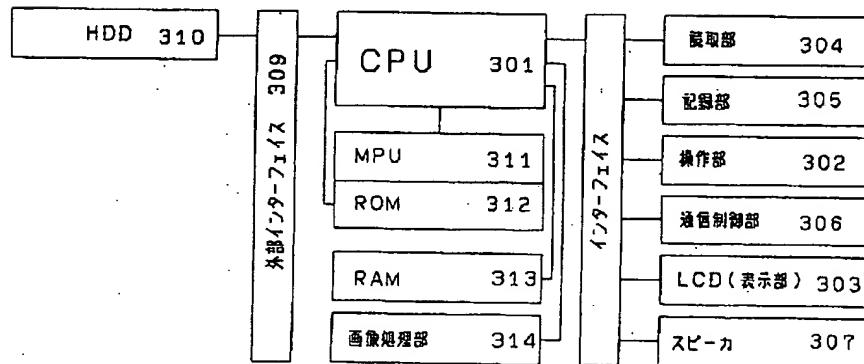 HDD 310
外部インターフェイス 309
CPU 301
MPU 311
ROM 312
RAM 313
画像処理部 314
インターフェイス
読取部 304
記録部 305
操作部 302
通信制御部 306
LCD(表示部) 303
スピーカ 307